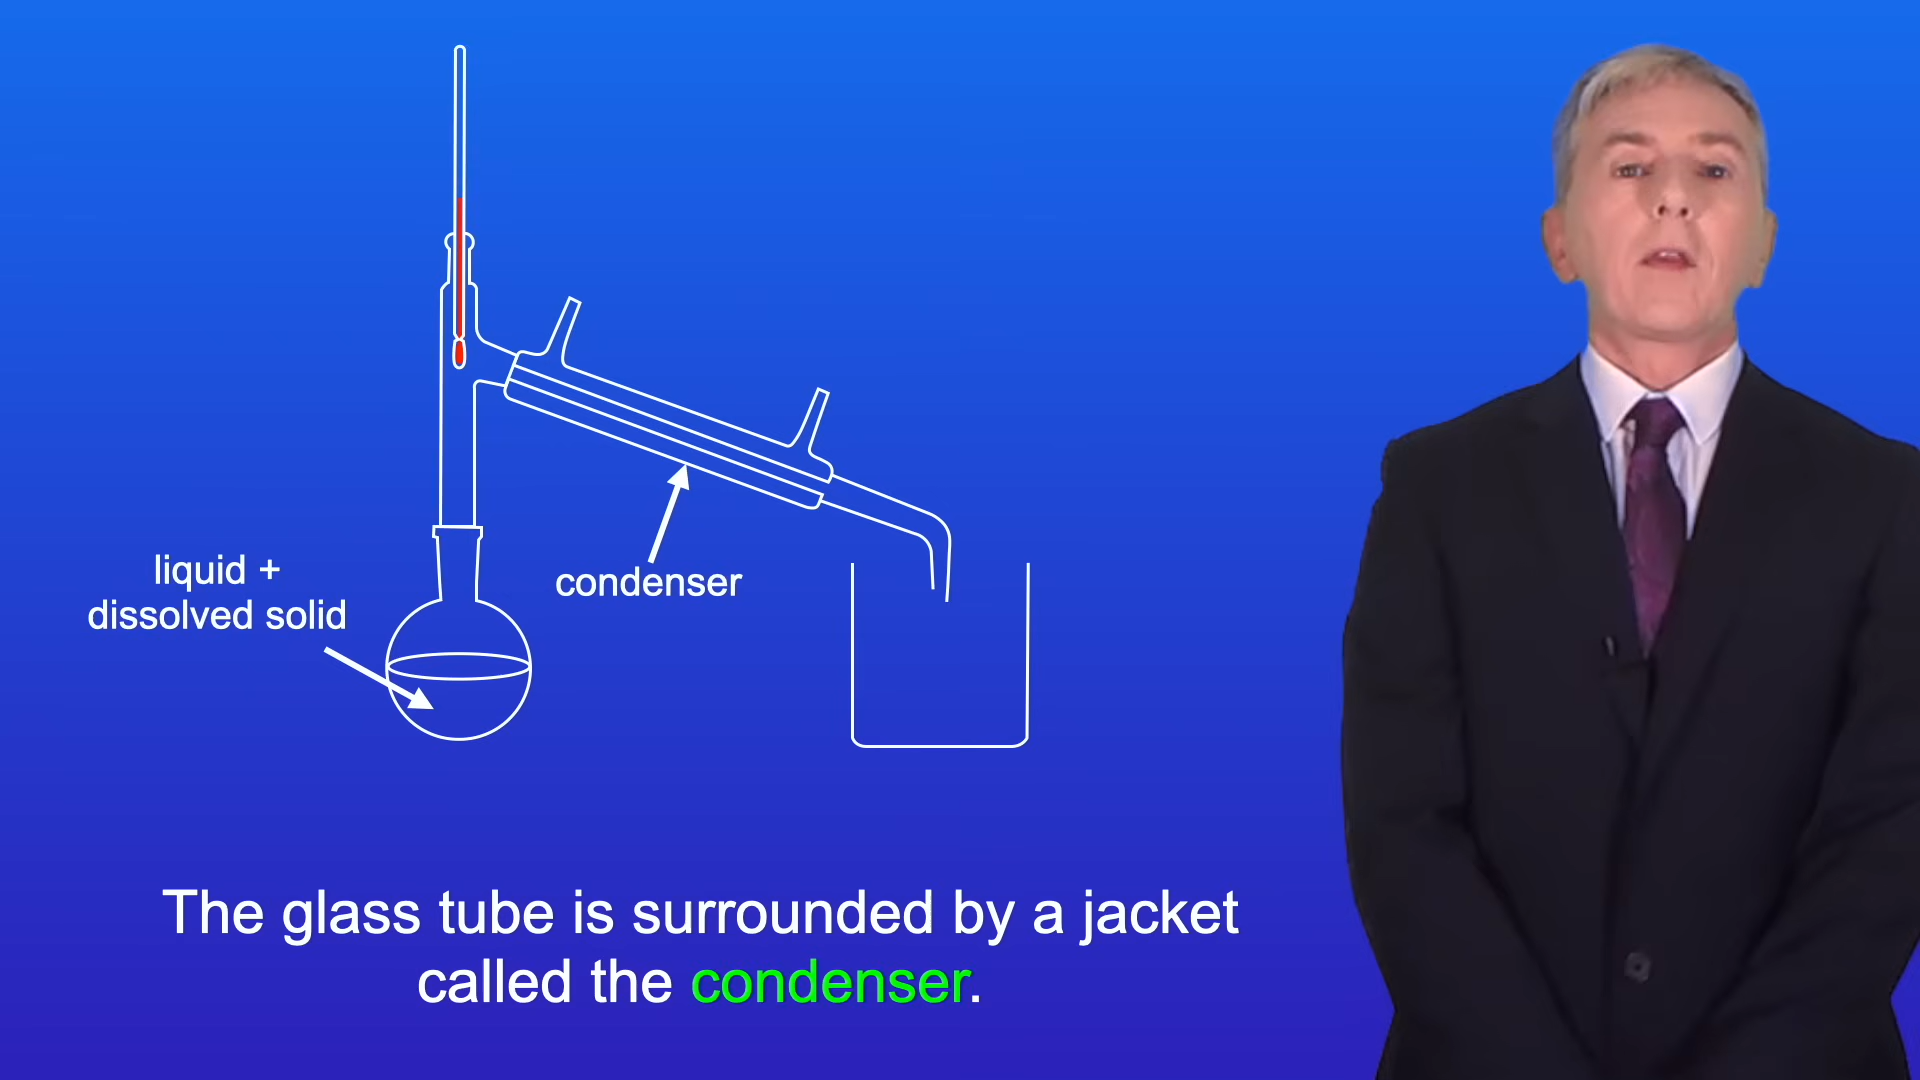 liquid +
dissolved solid
condenser
The glass tube is surrounded by a jacket
called the condenser.